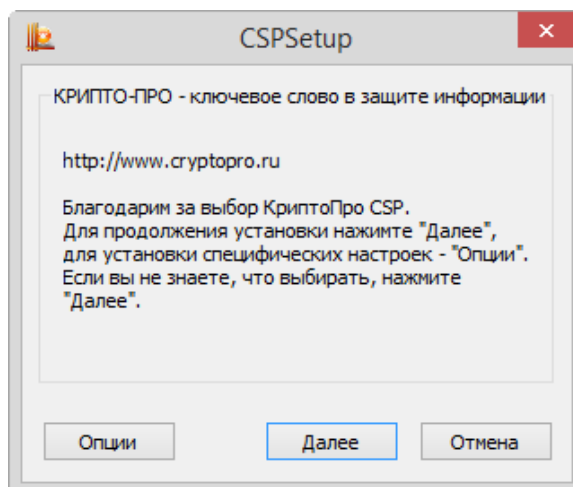 CSPSetup
КРИПТО-ПРО - ключевое слово в защите информации
http://www.cryptopro.ru
Благодарим за выбор КриптоПро CSP.
Для продолжения установки нажимте "Далее",
для установки специфических настроек - "Опции".
Если вы не знаете, что выбирать, нажмите
"Далее".
Опции Далее Отмена